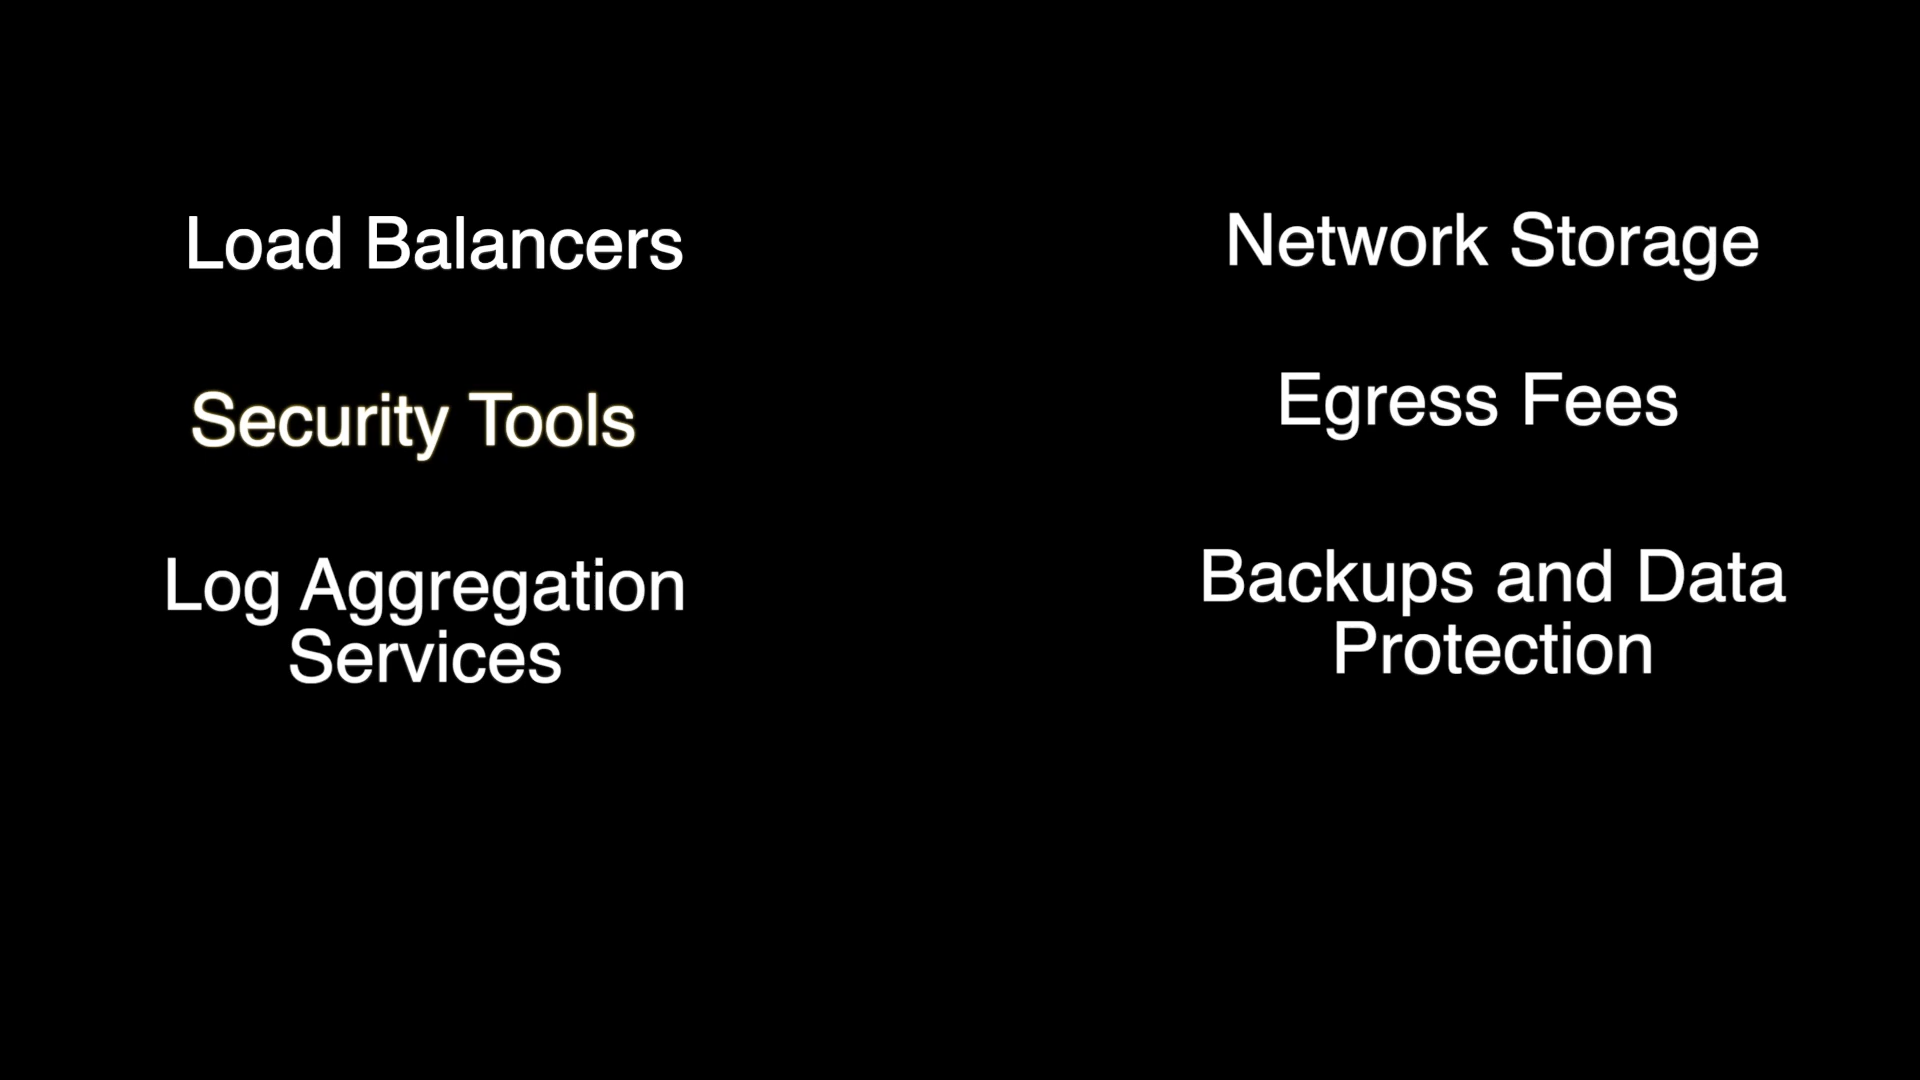 Load Balancers
Security Tools
Log Aggregation
Services
Network Storage
Egress Fees
Backups and Data
Protection